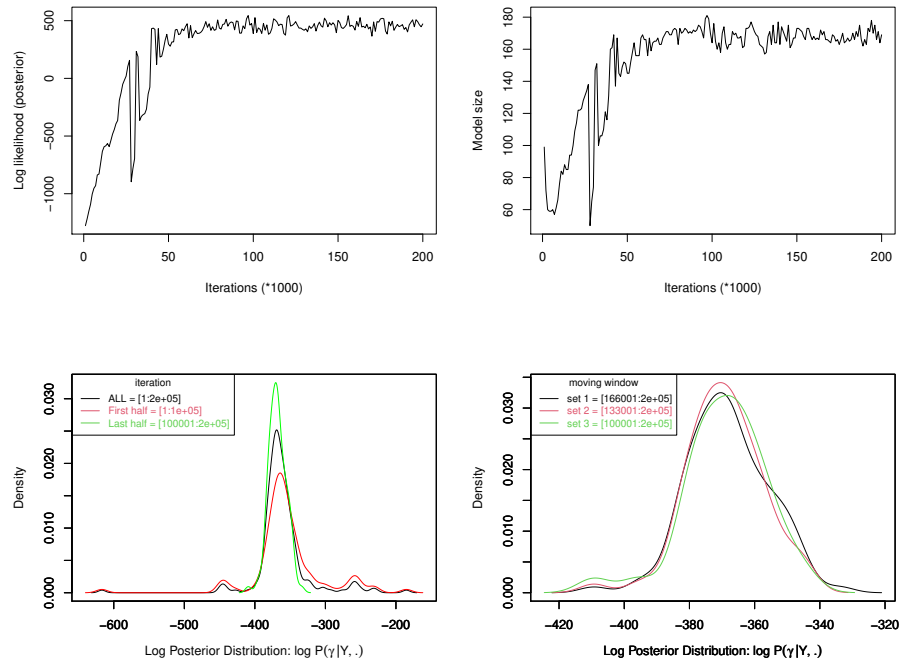 Log likelihood (posterior)
500
0
−500
−1000
0
50
100
150
200
Iterations (*1000)
Model size
180
160
140
120
100
80
60
0
50
100
150
200
Iterations (*1000)
iteration
ALL = [1:2e+05]
First half = [1:1e+05]
Last half = [100001:2e+05]
Density
0.030
0.020
0.010
0.000
−600
−500
−400
−300
−200
Log Posterior Distribution: log P(γ|Y, .)
moving window
set 1 = [166001:2e+05]
set 2 = [133001:2e+05]
set 3 = [100001:2e+05]
Density
0.030
0.020
0.010
0.000
−420
−400
−380
−360
−340
−320
Log Posterior Distribution: log P(γ|Y, .)